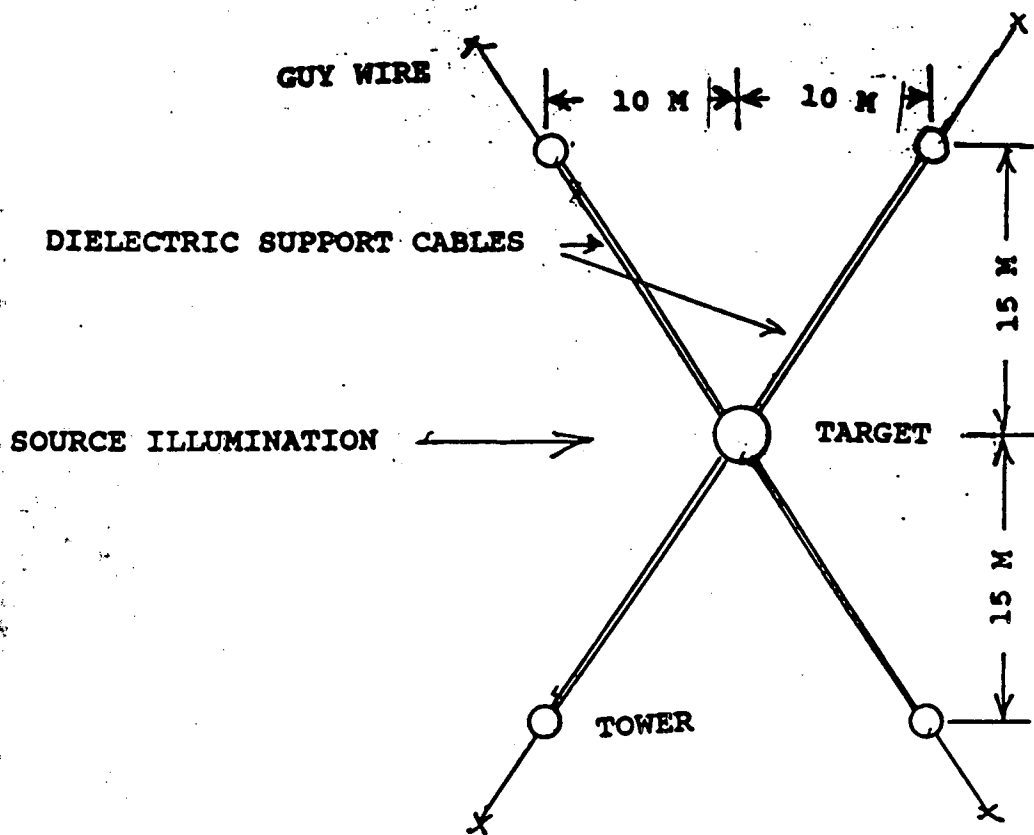 GUY WIRE
10 M
10 M
DIELECTRIC SUPPORT CABLES
15 M
SOURCE ILLUMINATION
TARGET
15 M
TOWER